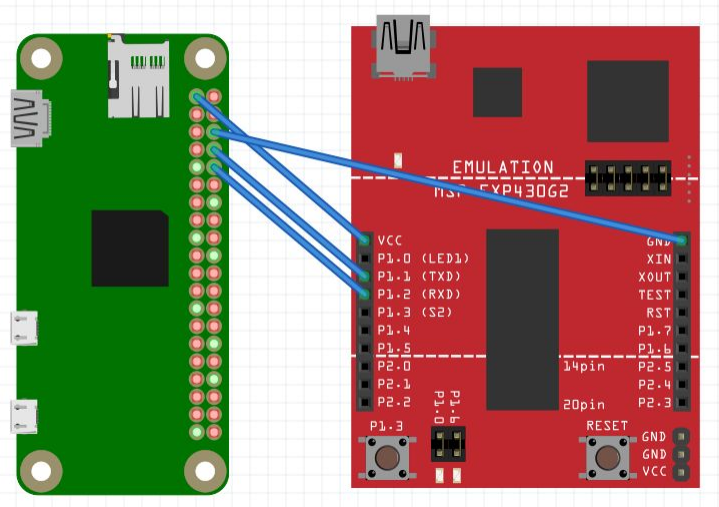 EMULATION
MSP-EXP430G2
VCC
P1.0 (LED1)
P1.1 (TXD)
P1.2 (RXD)
P1.3 (S2)
P1.4
P1.5
P2.0
P2.1
P2.2
GND
XIN
XOUT
TEST
RST
P1.7
P1.6
P2.5
P2.4
P2.3
14pin
20pin
P1.0
P1.6
P1.3
RESET
GND
GND
VCC